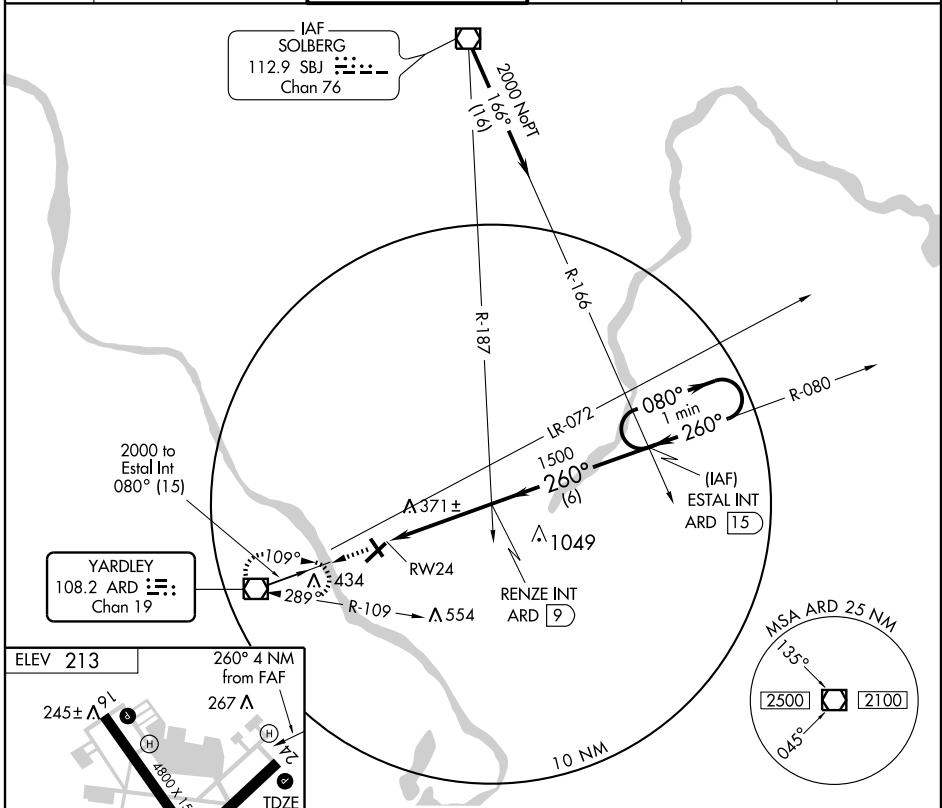 IAF
SOLBERG
112.9 SBJ
Chan 76
2000 NoPT
166°
(16)
R-166
R-187
LR-072
080°
1 min
260°
R-080
1500
260°
(6)
(IAF)
ESTAL INT
ARD 15
2000 to
Estal Int
080° (15)
371±
1049
RW24
RENZE INT
ARD 9
YARDLEY
108.2 ARD
Chan 19
109°
434
289°
R-109
554
10 NM
MSA ARD 25 NM
135°
2500
2100
045°
ELEV 213
260° 4 NM
from FAF
245±
16
P
H
267
H
24
P
4800 X 15
TDZE